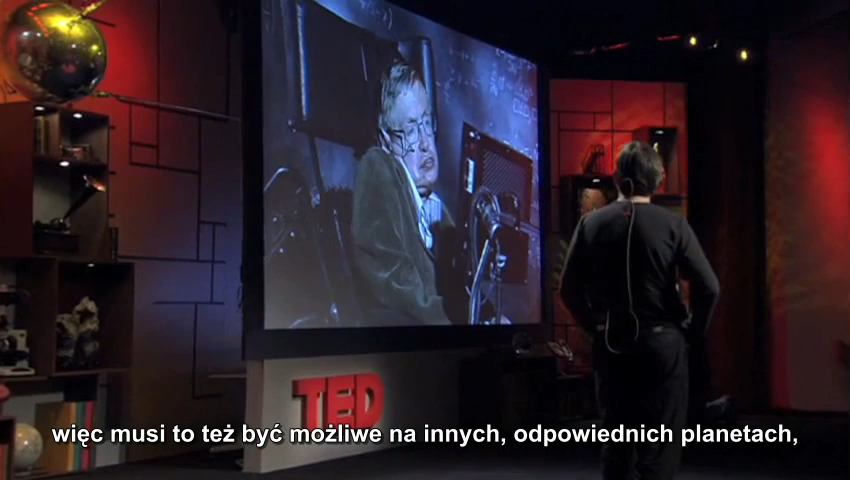 TED
więc musi to też być możliwe na innych, odpowiednich planetach,